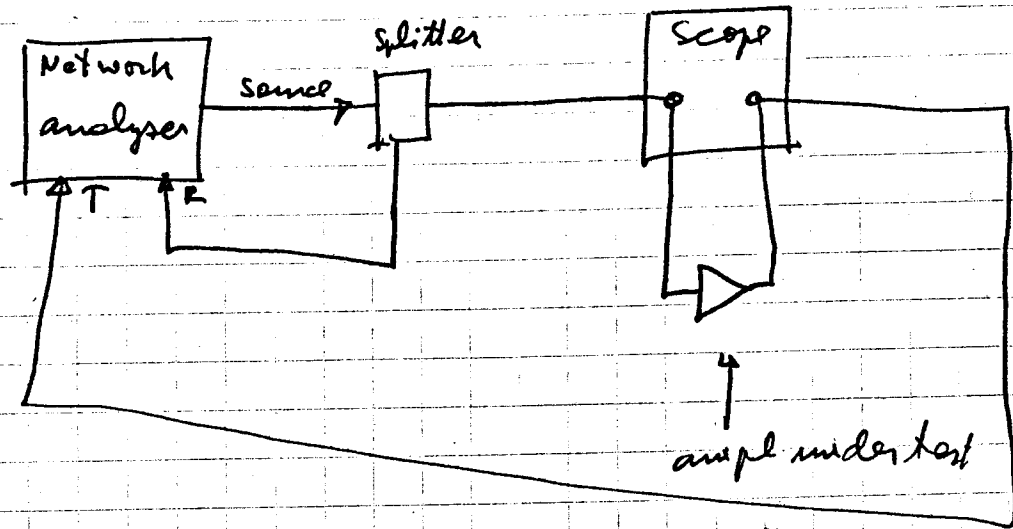 Network
analyser
source
splitter
Scope
T R
ampl under test